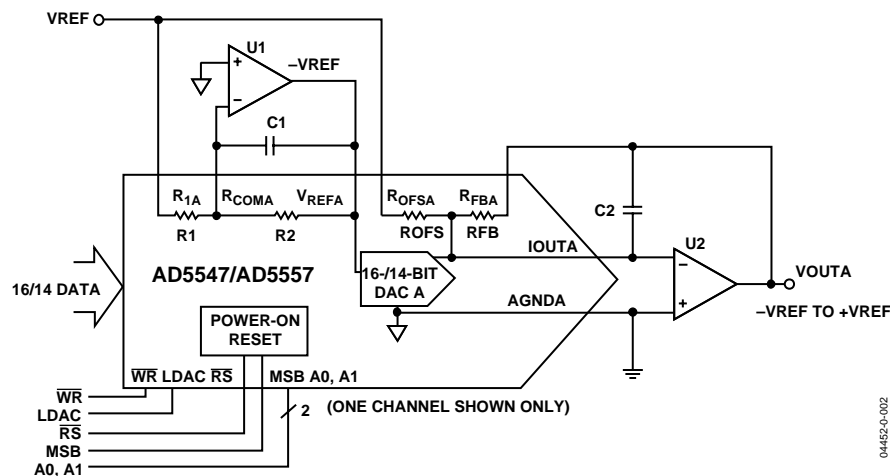 VREF
U1
–VREF
C1
R1A RCOMA VREFA ROFSA RFBA
R1 R2 ROFS RFB
C2
U2
IOUTA
16/14 DATA
AD5547/AD5557
16-/14-BIT
DAC A
VOUTA
AGNDA
–VREF TO +VREF
POWER-ON
RESET
WR LDAC RS MSB A0, A1
WR
2 (ONE CHANNEL SHOWN ONLY)
LDAC
RS
MSB
A0, A1
04452-0-002